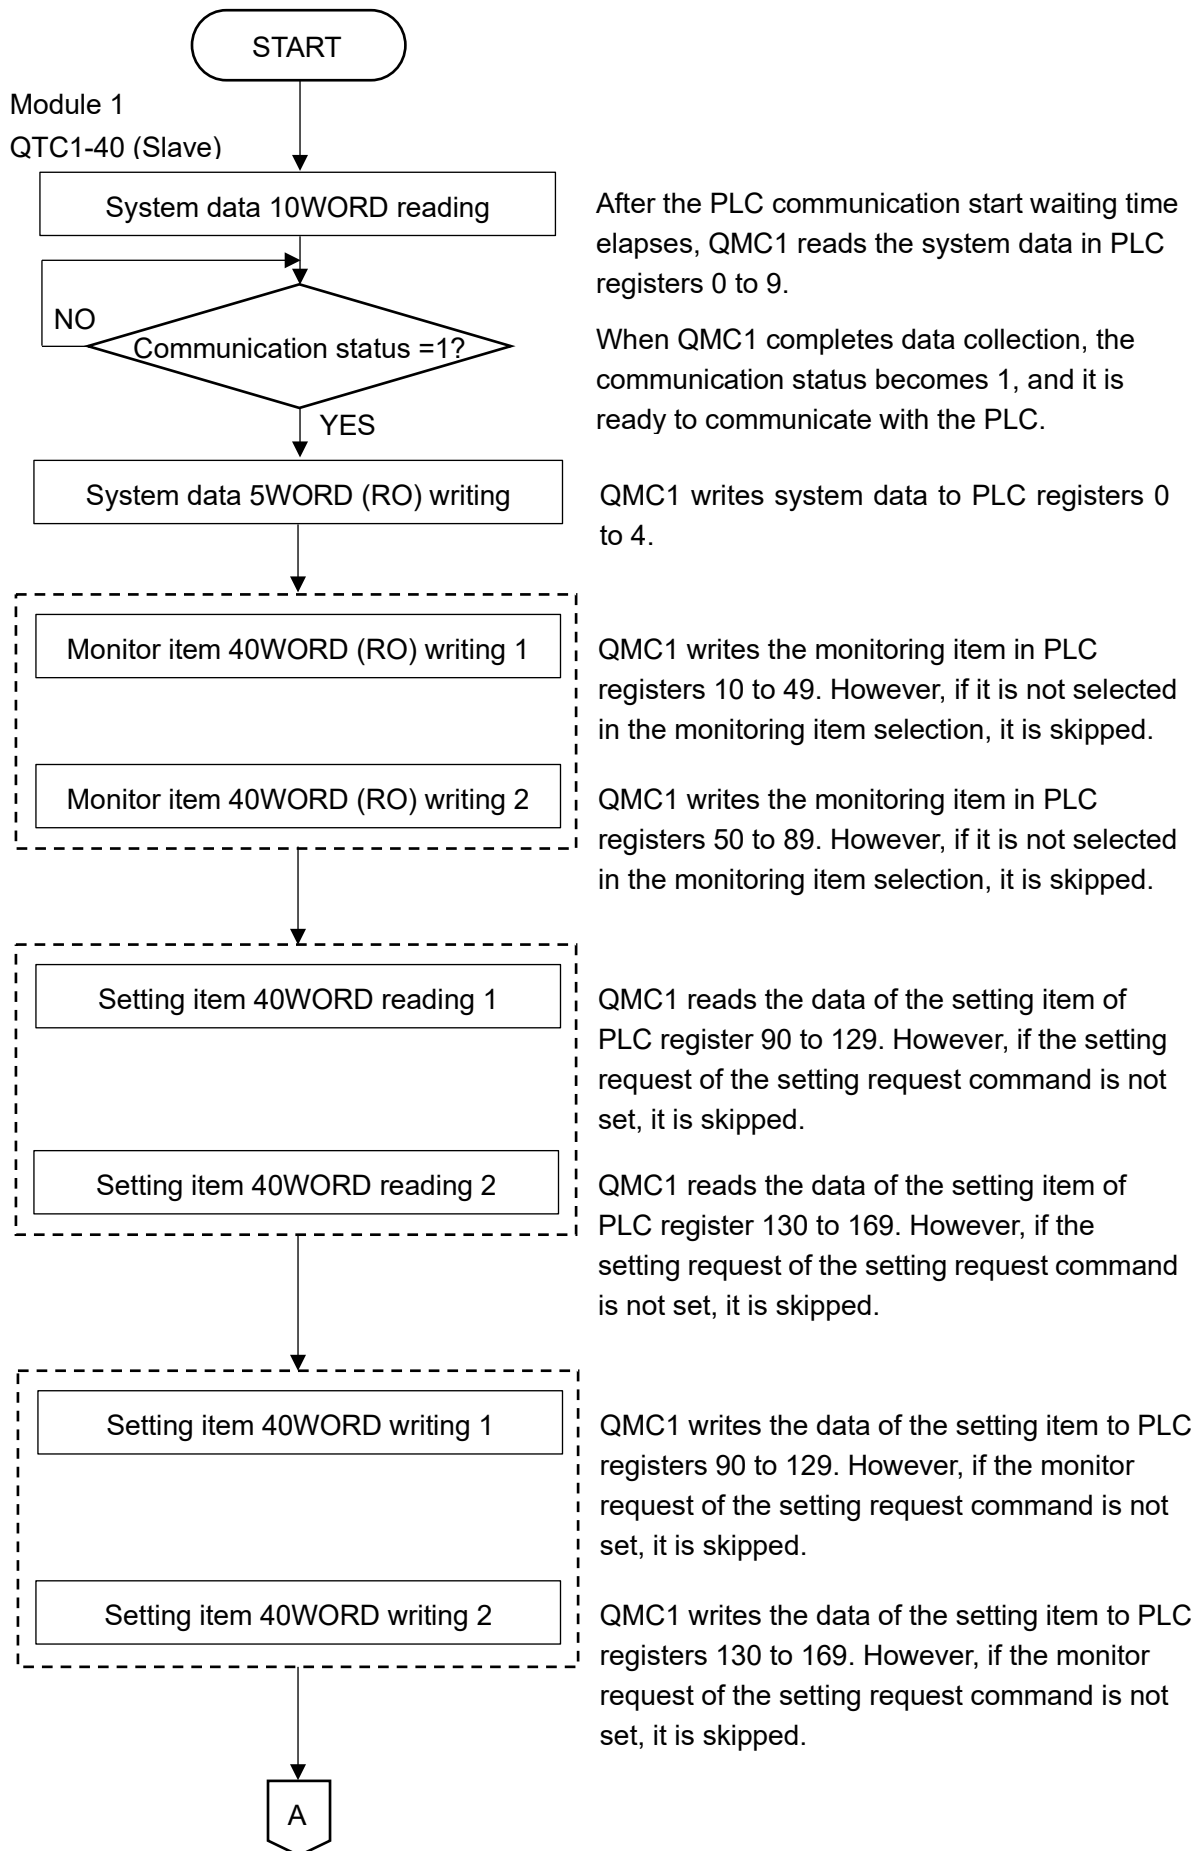 START
Module 1
QTC1-40 (Slave)
System data 10WORD reading
After the PLC communication start waiting time
elapses, QMC1 reads the system data in PLC
registers 0 to 9.
NO
Communication status =1?
When QMC1 completes data collection, the
communication status becomes 1, and it is
ready to communicate with the PLC.
YES
System data 5WORD (RO) writing
QMC1 writes system data to PLC registers 0
to 4.
Monitor item 40WORD (RO) writing 1
QMC1 writes the monitoring item in PLC
registers 10 to 49. However, if it is not selected
in the monitoring item selection, it is skipped.
Monitor item 40WORD (RO) writing 2
QMC1 writes the monitoring item in PLC
registers 50 to 89. However, if it is not selected
in the monitoring item selection, it is skipped.
Setting item 40WORD reading 1
QMC1 reads the data of the setting item of
PLC register 90 to 129. However, if the setting
request of the setting request command is not
set, it is skipped.
Setting item 40WORD reading 2
QMC1 reads the data of the setting item of
PLC register 130 to 169. However, if the
setting request of the setting request command
is not set, it is skipped.
Setting item 40WORD writing 1
QMC1 writes the data of the setting item to PLC
registers 90 to 129. However, if the monitor
request of the setting request command is not
set, it is skipped.
Setting item 40WORD writing 2
QMC1 writes the data of the setting item to PLC
registers 130 to 169. However, if the monitor
request of the setting request command is not
set, it is skipped.
A